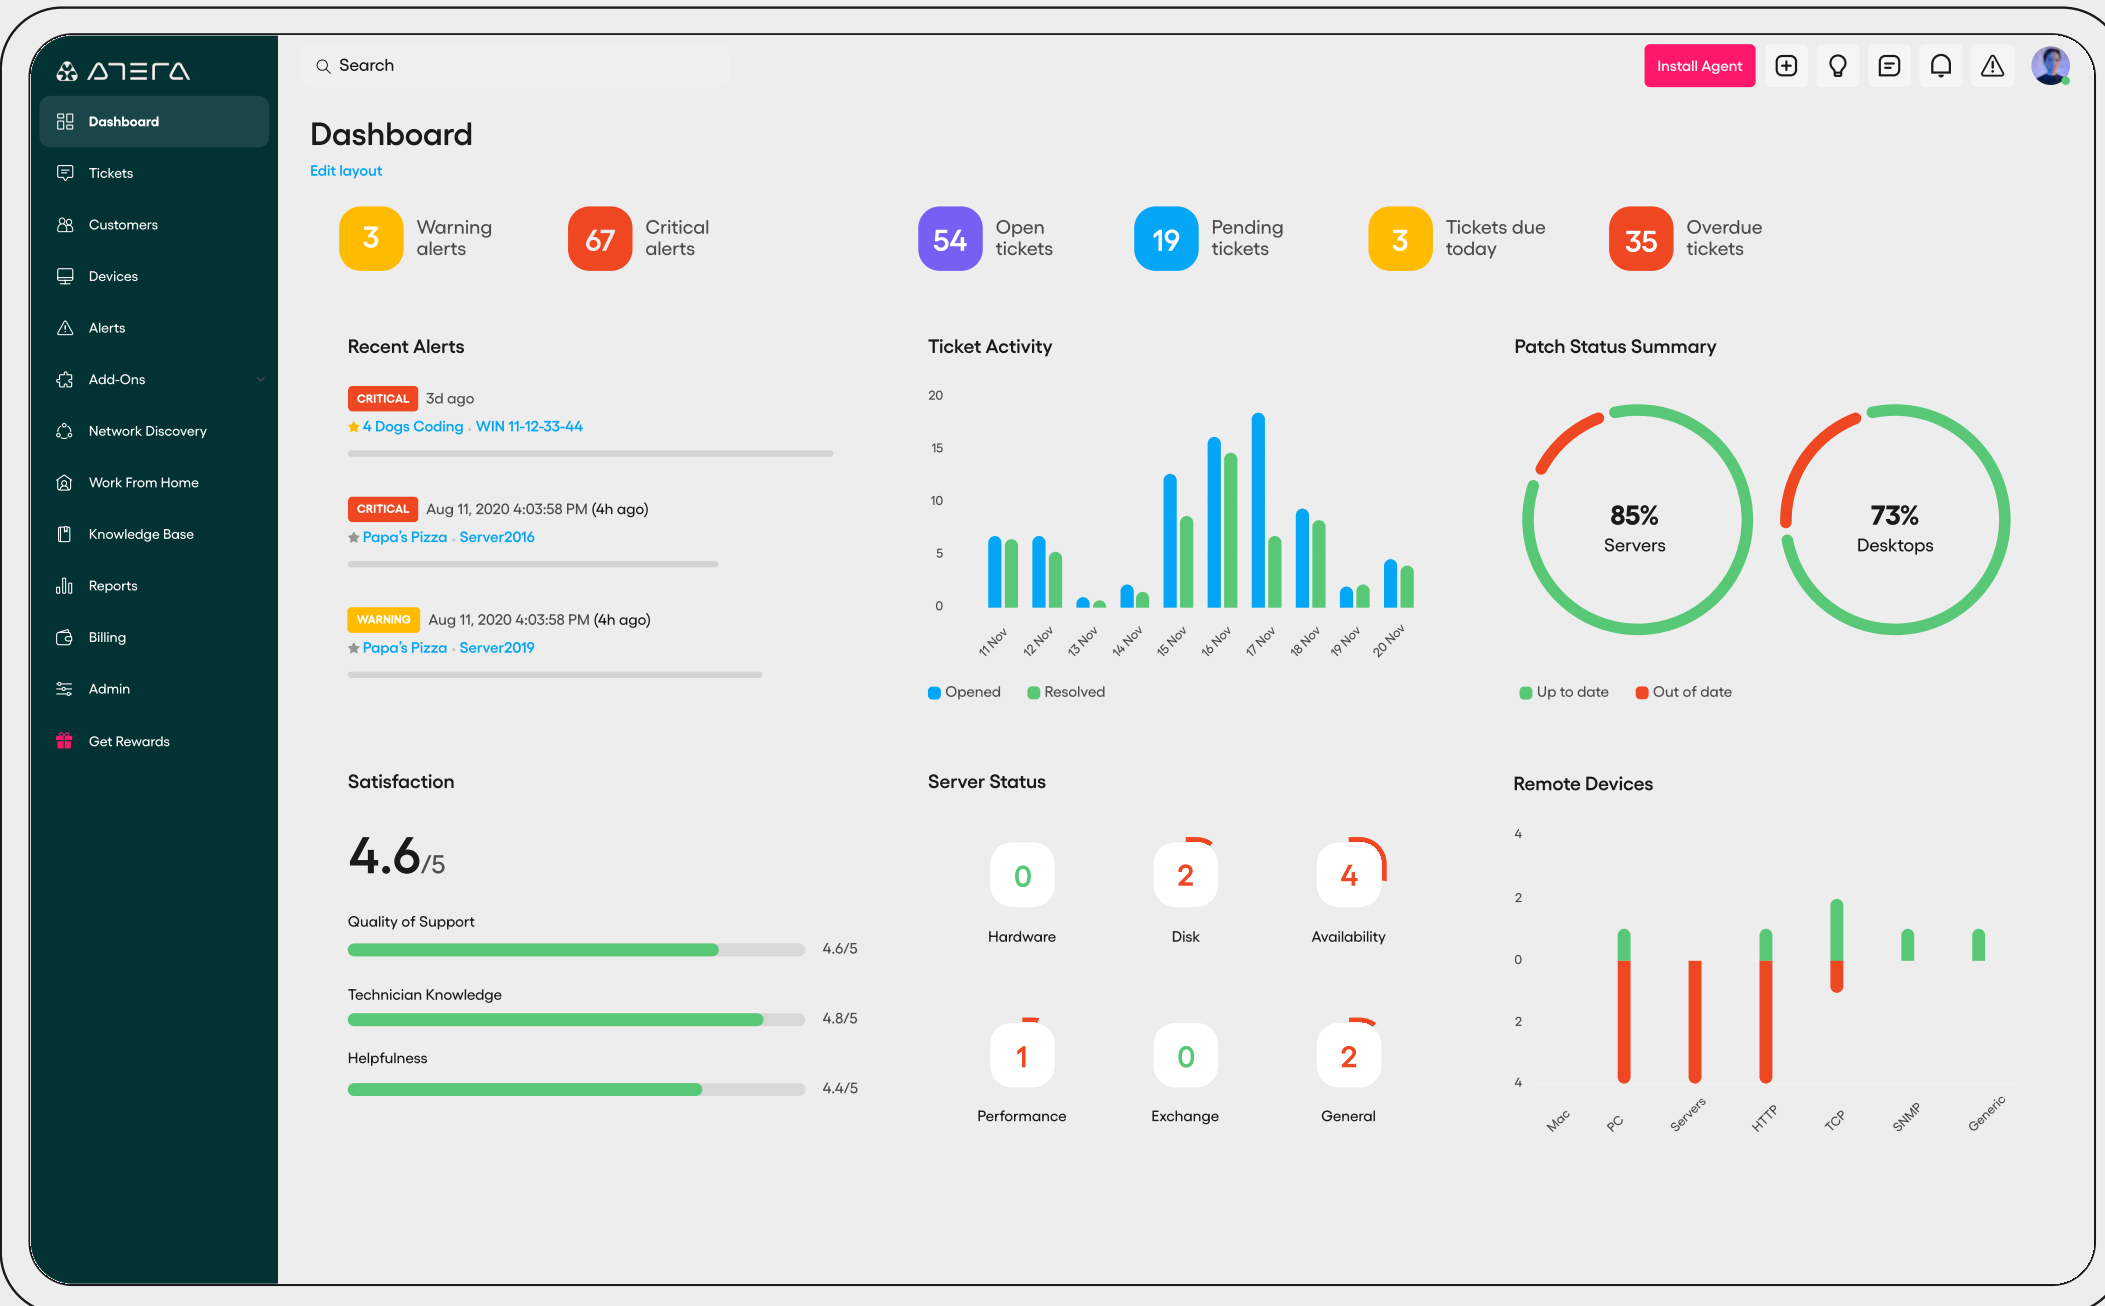 ATERA
Dashboard
Tickets
Customers
Devices
Alerts
Add-Ons
Network Discovery
Work From Home
Knowledge Base
Reports
Billing
Admin
Get Rewards
Search
Install Agent
Dashboard
Edit layout
3
Warning
alerts
67
Critical
alerts
54
Open
tickets
19
Pending
tickets
3
Tickets due
today
35
Overdue
tickets
Recent Alerts
CRITICAL 3d ago
4 Dogs Coding • WIN 11-12-33-44
CRITICAL Aug 11, 2020 4:03:58 PM (4h ago)
Papa's Pizza • Server2016
WARNING Aug 11, 2020 4:03:58 PM (4h ago)
Papa's Pizza • Server2019
Ticket Activity
20
15
10
5
0
11 Nov
12 Nov
13 Nov
14 Nov
15 Nov
16 Nov
17 Nov
18 Nov
19 Nov
20 Nov
Opened Resolved
Patch Status Summary
85%
Servers
73%
Desktops
Up to date Out of date
Satisfaction
4.6/5
Quality of Support
4.6/5
Technician Knowledge
4.8/5
Helpfulness
4.4/5
Server Status
0
Hardware
2
Disk
4
Availability
1
Performance
0
Exchange
2
General
Remote Devices
4
2
0
2
4
Mac
PC
Servers
HTTP
TCP
SNMP
Generic